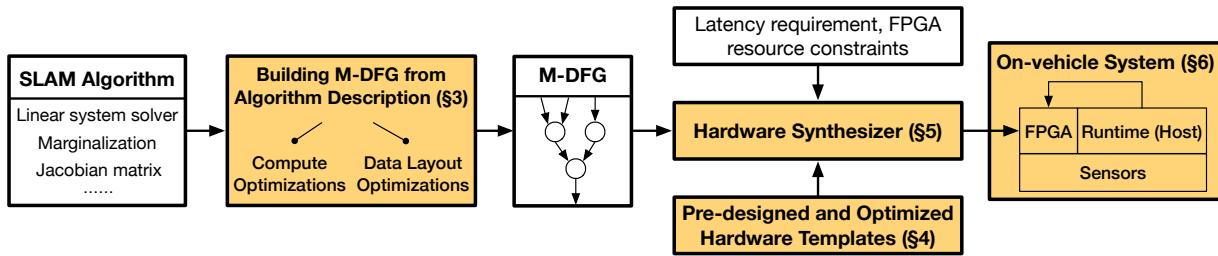 SLAM Algorithm
Linear system solver
Marginalization
Jacobian matrix
......
Building M-DFG from
Algorithm Description (§3)
Compute
Optimizations
Data Layout
Optimizations
M-DFG
Latency requirement, FPGA
resource constraints
Hardware Synthesizer (§5)
Pre-designed and Optimized
Hardware Templates (§4)
On-vehicle System (§6)
FPGA
Runtime (Host)
Sensors